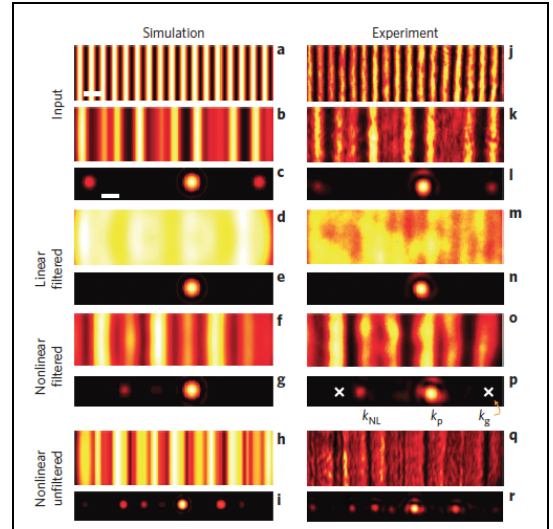 Simulation Experiment
Input
a j
b k
c l
Linear
filtered
d m
e n
Nonlinear
filtered
f o
g p
k_NL k_p k_g
Nonlinear
unfiltered
h q
i r